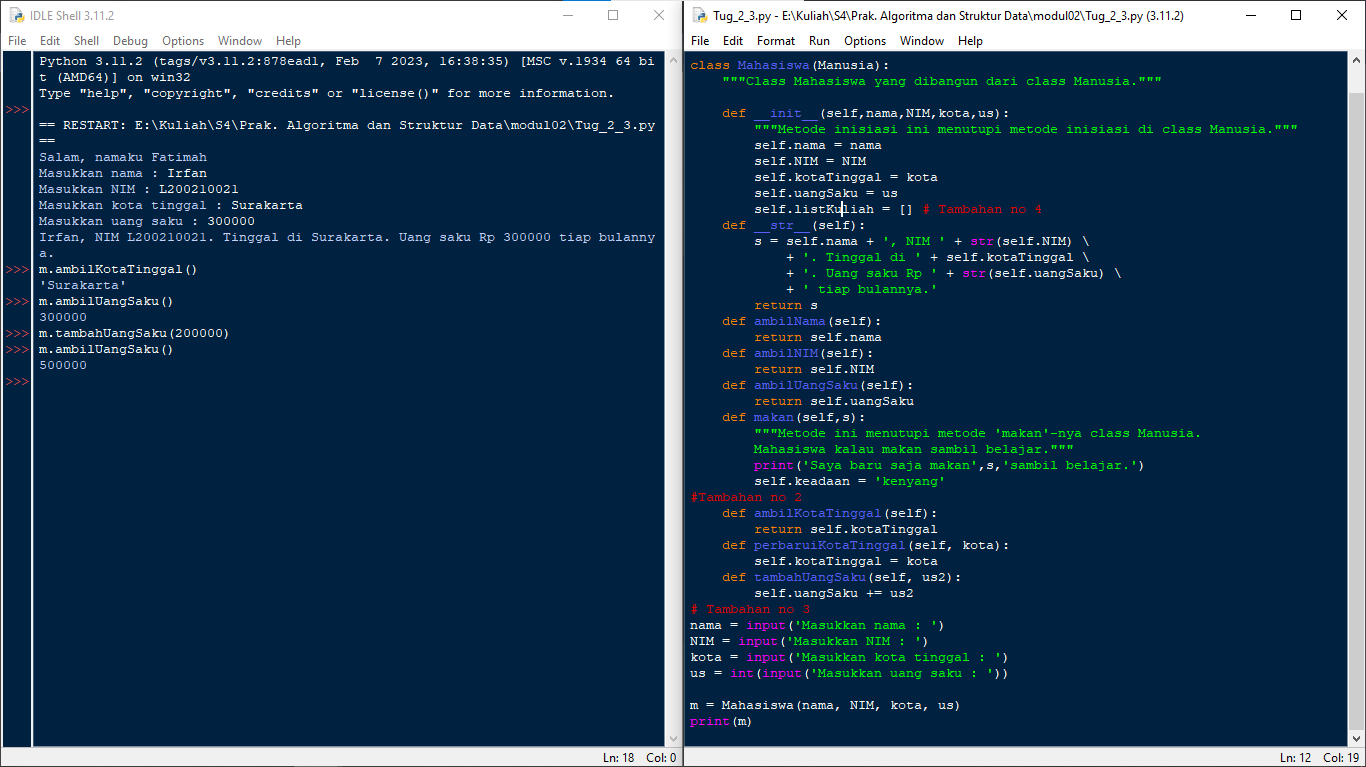 IDLE Shell 3.11.2
File Edit Shell Debug Options Window Help
Python 3.11.2 (tags/v3.11.2:878ead1, Feb  7 2023, 16:38:35) [MSC v.1934 64 bi
t (AMD64)] on win32
Type "help", "copyright", "credits" or "license()" for more information.
>>>
== RESTART: E:\Kuliah\S4\Prak. Algoritma dan Struktur Data\modul02\Tug_2_3.py
==
Salam, namaku Fatimah
Masukkan nama : Irfan
Masukkan NIM : L200210021
Masukkan kota tinggal : Surakarta
Masukkan uang saku : 300000
Irfan, NIM L200210021. Tinggal di Surakarta. Uang saku Rp 300000 tiap bulanny
a.
>>> m.ambilKotaTinggal()
'Surakarta'
>>> m.ambilUangSaku()
300000
>>> m.tambahUangSaku(200000)
>>> m.ambilUangSaku()
500000
>>>
Ln: 18 Col: 0
Tug_2_3.py - E:\Kuliah\S4\Prak. Algoritma dan Struktur Data\modul02\Tug_2_3.py (3.11.2)
File Edit Format Run Options Window Help
class Mahasiswa(Manusia):
    """Class Mahasiswa yang dibangun dari class Manusia."""
    def __init__(self,nama,NIM,kota,us):
        """Metode inisiasi ini menutupi metode inisiasi di class Manusia."""
        self.nama = nama
        self.NIM = NIM
        self.kotaTinggal = kota
        self.uangSaku = us
        self.listKuliah = [] # Tambahan no 4
    def __str__(self):
        s = self.nama + ', NIM ' + str(self.NIM) \
            + '. Tinggal di ' + self.kotaTinggal \
            + '. Uang saku Rp ' + str(self.uangSaku) \
            + ' tiap bulannya.'
        return s
    def ambilNama(self):
        return self.nama
    def ambilNIM(self):
        return self.NIM
    def ambilUangSaku(self):
        return self.uangSaku
    def makan(self,s):
        """Metode ini menutupi metode 'makan'-nya class Manusia.
        Mahasiswa kalau makan sambil belajar."""
        print('Saya baru saja makan',s,'sambil belajar.')
        self.keadaan = 'kenyang'
#Tambahan no 2
    def ambilKotaTinggal(self):
        return self.kotaTinggal
    def perbaruiKotaTinggal(self, kota):
        self.kotaTinggal = kota
    def tambahUangSaku(self, us2):
        self.uangSaku += us2
# Tambahan no 3
nama = input('Masukkan nama : ')
NIM = input('Masukkan NIM : ')
kota = input('Masukkan kota tinggal : ')
us = int(input('Masukkan uang saku : '))
m = Mahasiswa(nama, NIM, kota, us)
print(m)
Ln: 12 Col: 19